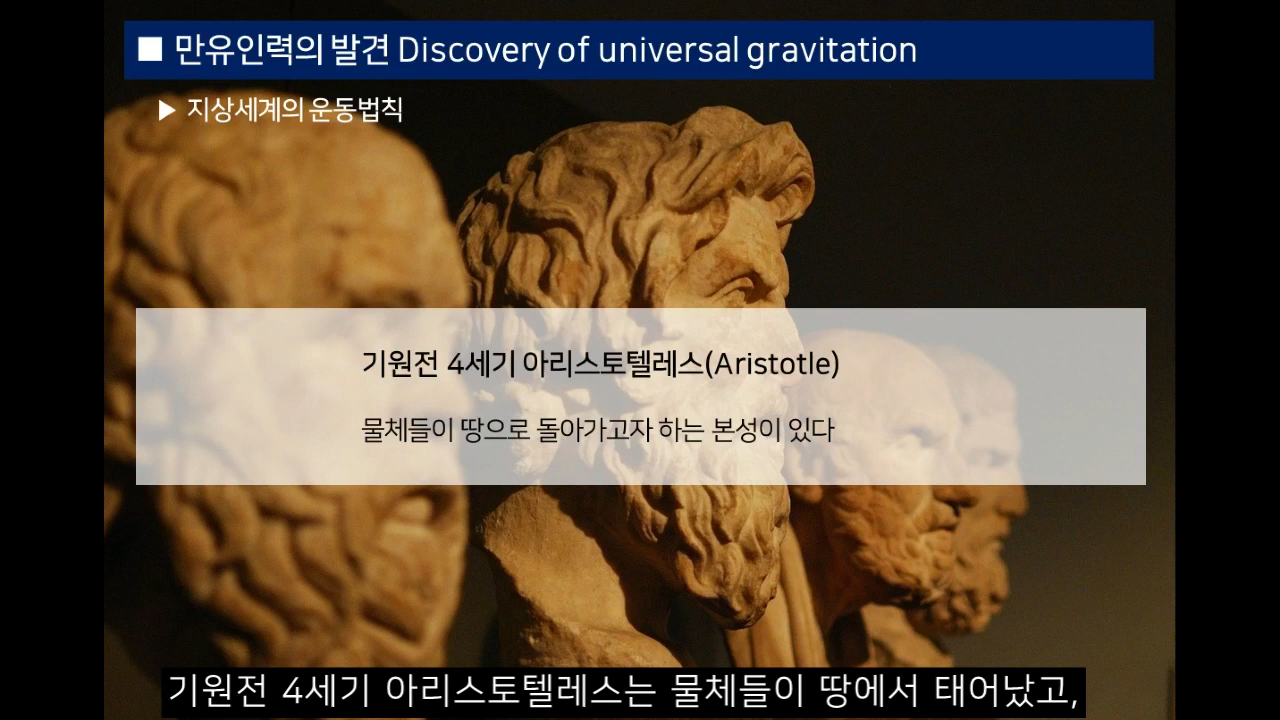 ■ 만유인력의 발견 Discovery of universal gravitation
▶ 지상세계의 운동법칙
기원전 4세기 아리스토텔레스(Aristotle)
물체들이 땅으로 돌아가고자 하는 본성이 있다
기원전 4세기 아리스토텔레스는 물체들이 땅에서 태어났고,